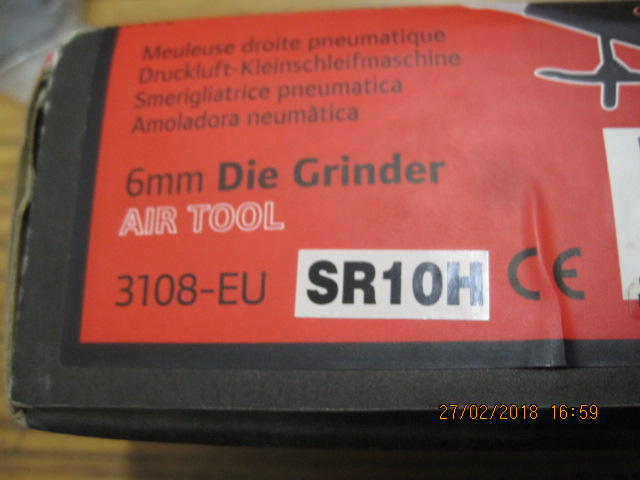 Meuleuse droite pneumatique
Druckluft-Kleinschleifmaschine
Smerigliatrice pneumatica
Amoladora neumâtica
6mm Die Grinder
AIR TOOL
3108-EU SR10H CE
27/02/2018 16:59